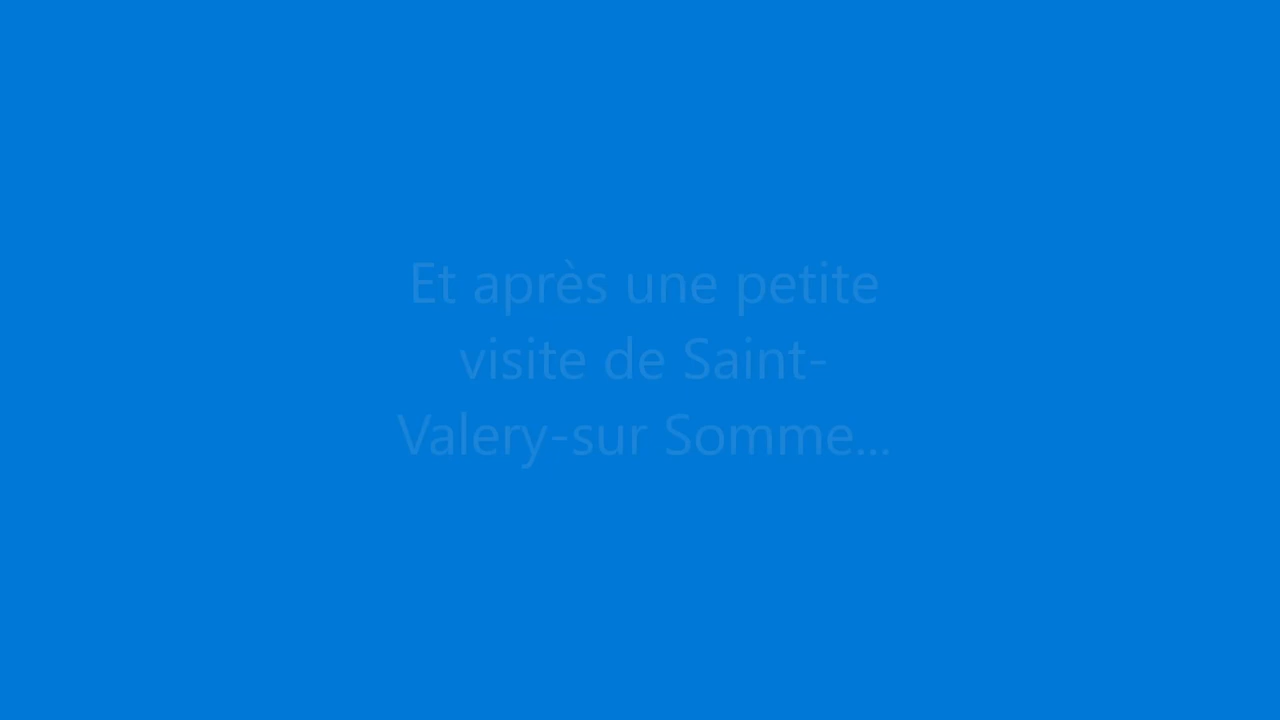 Et après une petite
visite de Saint-
Valery-sur Somme...